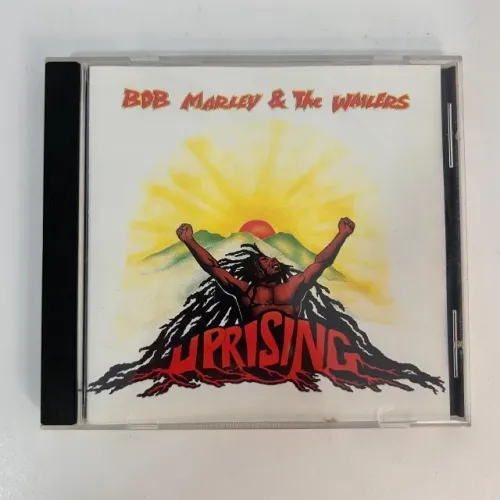 BOB MARLEY & The WAILERS
UPRISING